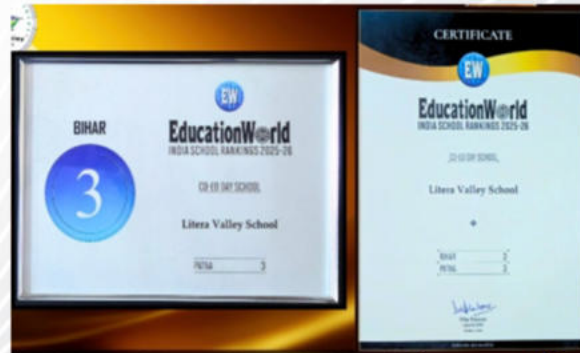 EW
BIHAR
3
EducationWorld
INDIA SCHOOL RANKINGS 2025-26
CO-ED DAY SCHOOL
Litera Valley School
PATNA 3
CERTIFICATE
EW
EducationWorld
INDIA SCHOOL RANKINGS 2025-26
CO-ED DAY SCHOOL
Litera Valley School
BIHAR 3
PATNA 3